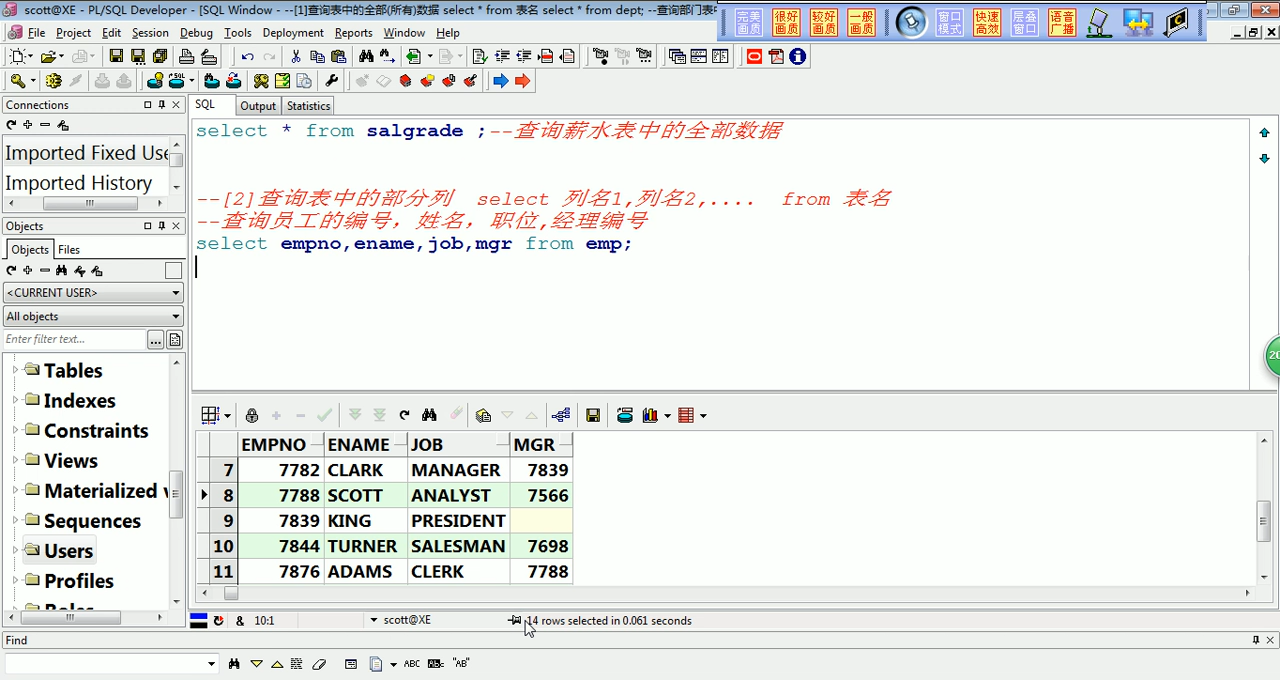 scott@XE - PL/SQL Developer - [SQL Window - --[1]查询表中的全部(所有)数据 select * from 表名 select * from dept; --查询部门表中
完美画质
很好画质
较好画质
一般画质
窗口模式
快速高效
层叠窗口
语音广播
File Project Edit Session Debug Tools Deployment Reports Window Help
Connections
Imported Fixed Use
Imported History
Objects
Objects Files
<CURRENT USER>
All objects
Enter filter text...
Tables
Indexes
Constraints
Views
Materialized v
Sequences
Users
Profiles
Roles
SQL Output Statistics
select * from salgrade ;--查询薪水表中的全部数据
--[2]查询表中的部分列 select 列名1,列名2,.... from 表名
--查询员工的编号，姓名，职位,经理编号
select empno,ename,job,mgr from emp;
20
EMPNO ENAME JOB MGR
7 7782 CLARK MANAGER 7839
8 7788 SCOTT ANALYST 7566
9 7839 KING PRESIDENT
10 7844 TURNER SALESMAN 7698
11 7876 ADAMS CLERK 7788
& 10:1 scott@XE 14 rows selected in 0.061 seconds
Find
ABC "AB"